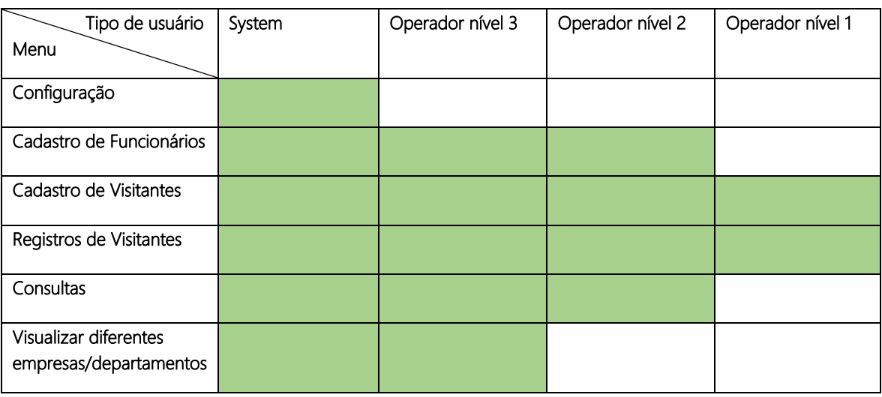 Tipo de usuário
Menu
System
Operador nível 3
Operador nível 2
Operador nível 1
Configuração
Cadastro de Funcionários
Cadastro de Visitantes
Registros de Visitantes
Consultas
Visualizar diferentes
empresas/departamentos